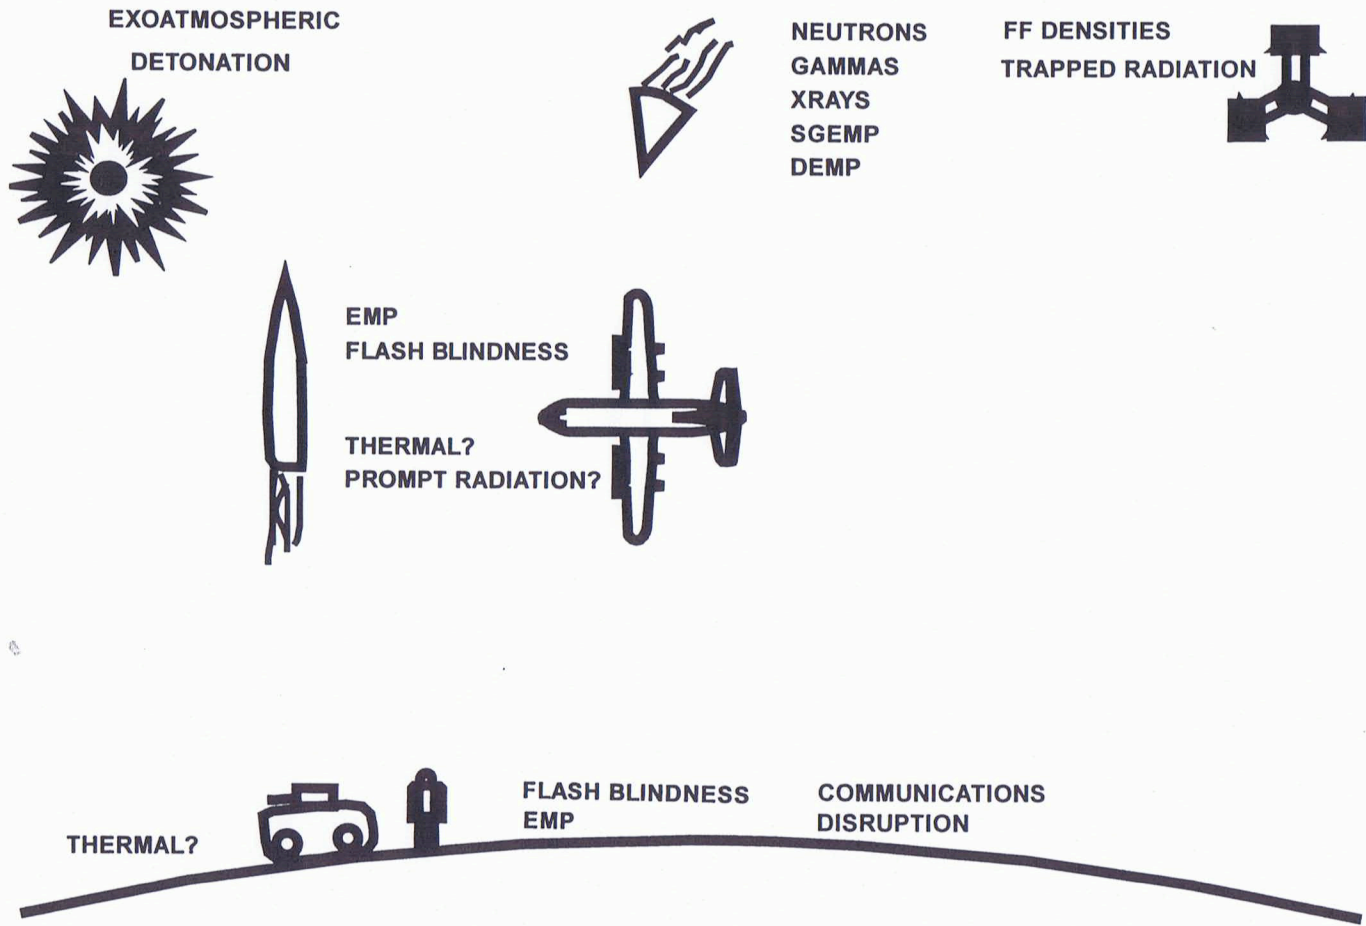 EXOATMOSPHERIC
DETONATION
NEUTRONS
GAMMAS
XRAYS
SGEMP
DEMP
FF DENSITIES
TRAPPED RADIATION
EMP
FLASH BLINDNESS
THERMAL?
PROMPT RADIATION?
THERMAL?
FLASH BLINDNESS
EMP
COMMUNICATIONS
DISRUPTION